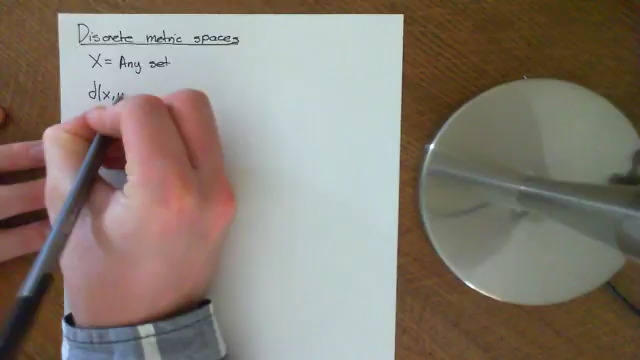 Discrete metric spaces
X = Any set
d(x,y